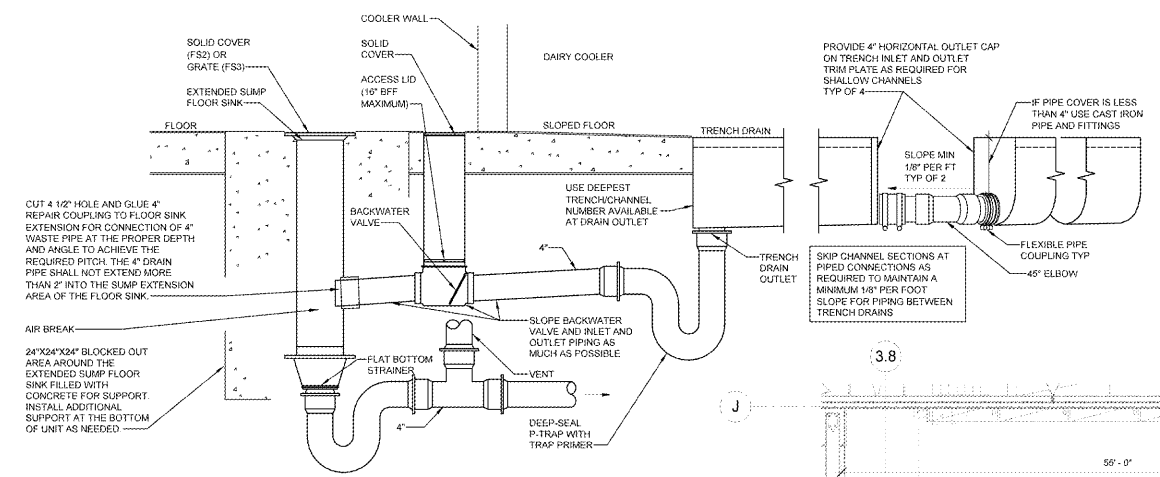 COOLER WALL
SOLID COVER
(FS2) OR
GRATE (FS3)
SOLID
COVER
DAIRY COOLER
PROVIDE 4" HORIZONTAL OUTLET CAP
ON TRENCH INLET AND OUTLET
TRIM PLATE AS REQUIRED FOR
SHALLOW CHANNELS
TYP OF 4
ACCESS LID
(16" BFF
MAXIMUM)
EXTENDED SUMP
FLOOR SINK
IF PIPE COVER IS LESS
THAN 4" USE CAST IRON
PIPE AND FITTINGS
FLOOR
SLOPED FLOOR
TRENCH DRAIN
SLOPE MIN
1/8" PER FT
TYP OF 2
USE DEEPEST
TRENCH/CHANNEL
NUMBER AVAILABLE
AT DRAIN OUTLET
CUT 4 1/2" HOLE AND GLUE 4"
REPAIR COUPLING TO FLOOR SINK
EXTENSION FOR CONNECTION OF 4"
WASTE PIPE AT THE PROPER DEPTH
AND ANGLE TO ACHIEVE THE
REQUIRED PITCH. THE 4" DRAIN
PIPE SHALL NOT EXTEND MORE
THAN 2" INTO THE SUMP EXTENSION
AREA OF THE FLOOR SINK.
BACKWATER
VALVE
4"
TRENCH
DRAIN
OUTLET
SKIP CHANNEL SECTIONS AT
PIPED CONNECTIONS AS
REQUIRED TO MAINTAIN A
MINIMUM 1/8" PER FOOT
SLOPE FOR PIPING BETWEEN
TRENCH DRAINS
FLEXIBLE PIPE
COUPLING TYP
45° ELBOW
AIR BREAK
SLOPE BACKWATER
VALVE AND INLET AND
OUTLET PIPING AS
MUCH AS POSSIBLE
24"X24"X24" BLOCKED OUT
AREA AROUND THE
EXTENDED SUMP FLOOR
SINK FILLED WITH
CONCRETE FOR SUPPORT.
INSTALL ADDITIONAL
SUPPORT AT THE BOTTOM
OF UNIT AS NEEDED.
FLAT BOTTOM
STRAINER
VENT
4"
DEEP-SEAL
P-TRAP WITH
TRAP PRIMER
3.8
J
55' - 0"